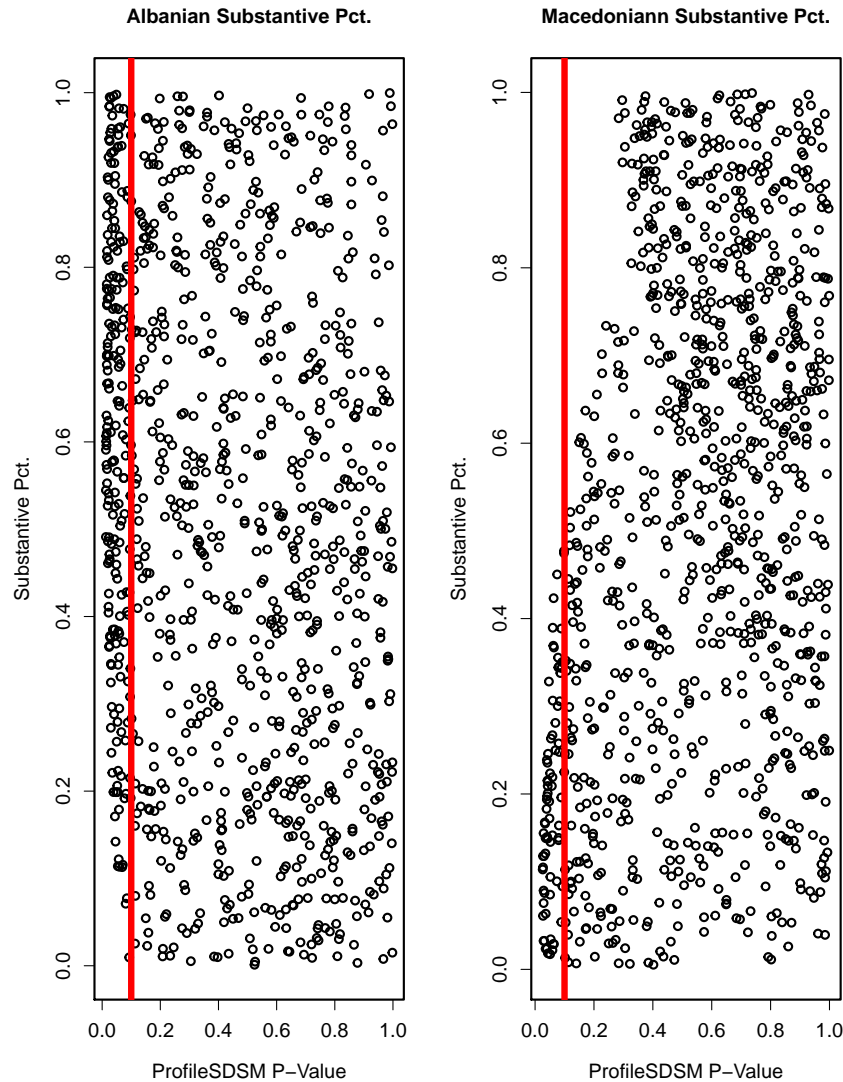 Albanian Substantive Pct.
Substantive Pct.
1.0
0.8
0.6
0.4
0.2
0.0
0.0 0.2 0.4 0.6 0.8 1.0
ProfileSDSM P−Value
Macedoniann Substantive Pct.
Substantive Pct.
1.0
0.8
0.6
0.4
0.2
0.0
0.0 0.2 0.4 0.6 0.8 1.0
ProfileSDSM P−Value